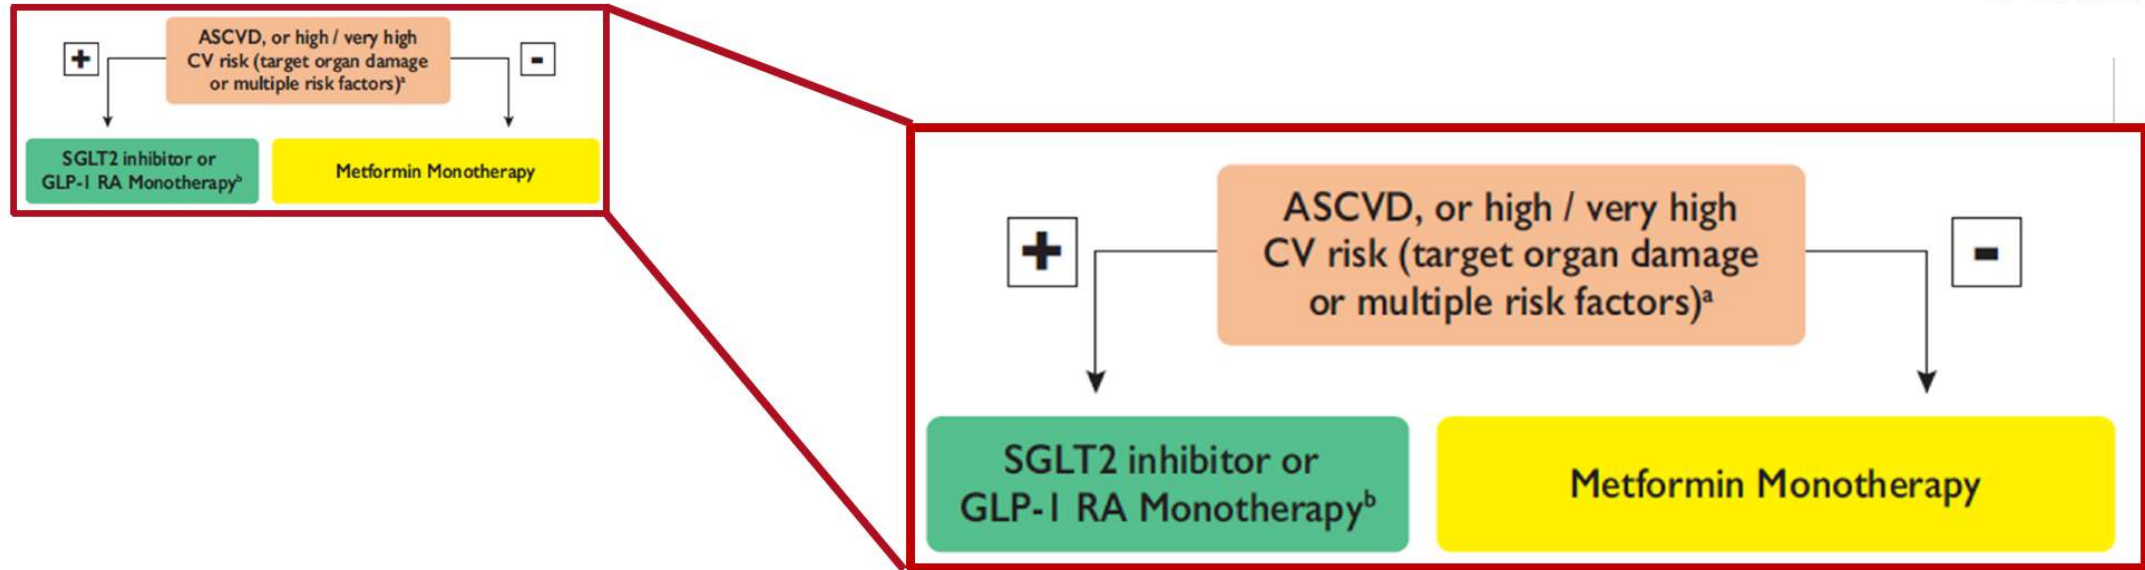 ASCVD, or high / very high
CV risk (target organ damage
or multiple risk factors)ᵃ
+
-
SGLT2 inhibitor or
GLP-1 RA Monotherapyᵇ
Metformin Monotherapy
ASCVD, or high / very high
CV risk (target organ damage
or multiple risk factors)ᵃ
+
-
SGLT2 inhibitor or
GLP-1 RA Monotherapyᵇ
Metformin Monotherapy